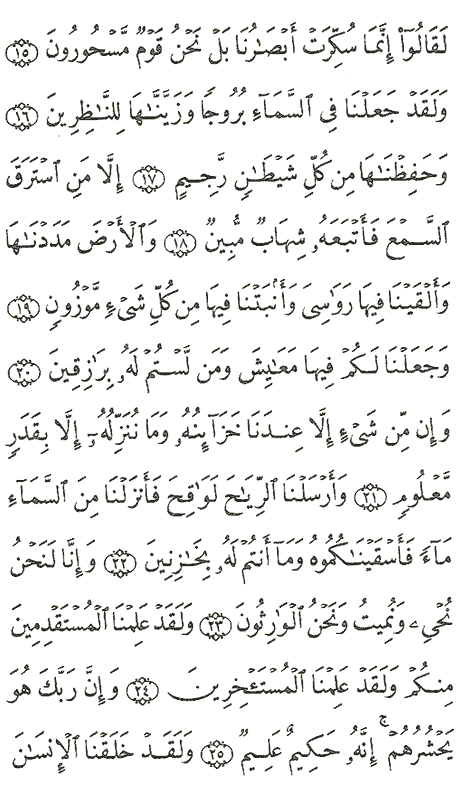 لَقَالُوٓا۟ إِنَّمَا سُكِّرَتْ أَبْصَـٰرُنَا بَلْ نَحْنُ قَوْمٌ مَّسْحُورُونَ ١٥
وَلَقَدْ جَعَلْنَا فِى ٱلسَّمَآءِ بُرُوجًا وَزَيَّنَّـٰهَا لِلنَّـٰظِرِينَ ١٦
وَحَفِظْنَـٰهَا مِن كُلِّ شَيْطَـٰنٍ رَّجِيمٍ ١٧ إِلَّا مَنِ ٱسْتَرَقَ
ٱلسَّمْعَ فَأَتْبَعَهُۥ شِهَابٌ مُّبِينٌ ١٨ وَٱلْأَرْضَ مَدَدْنَـٰهَا
وَأَلْقَيْنَا فِيهَا رَوَٰسِىَ وَأَنۢبَتْنَا فِيهَا مِن كُلِّ شَىْءٍ مَّوْزُونٍ ١٩
وَجَعَلْنَا لَكُمْ فِيهَا مَعَـٰيِشَ وَمَن لَّسْتُمْ لَهُۥ بِرَٰزِقِينَ ٢٠
وَإِن مِّن شَىْءٍ إِلَّا عِندَنَا خَزَآئِنُهُۥ وَمَا نُنَزِّلُهُۥٓ إِلَّا بِقَدَرٍ
مَّعْلُومٍ ٢١ وَأَرْسَلْنَا ٱلرِّيَـٰحَ لَوَٰقِحَ فَأَنزَلْنَا مِنَ ٱلسَّمَآءِ
مَآءً فَأَسْقَيْنَـٰكُمُوهُ وَمَآ أَنتُمْ لَهُۥ بِخَـٰزِنِينَ ٢٢ وَإِنَّا لَنَحْنُ
نُحْىِۦ وَنُمِيتُ وَنَحْنُ ٱلْوَٰرِثُونَ ٢٣ وَلَقَدْ عَلِمْنَا ٱلْمُسْتَقْدِمِينَ
مِنكُمْ وَلَقَدْ عَلِمْنَا ٱلْمُسْتَـْٔخِرِينَ ٢٤ وَإِنَّ رَبَّكَ هُوَ
يَحْشُرُهُمْ ۚ إِنَّهُۥ حَكِيمٌ عَلِيمٌ ٢٥ وَلَقَدْ خَلَقْنَا ٱلْإِنسَـٰنَ